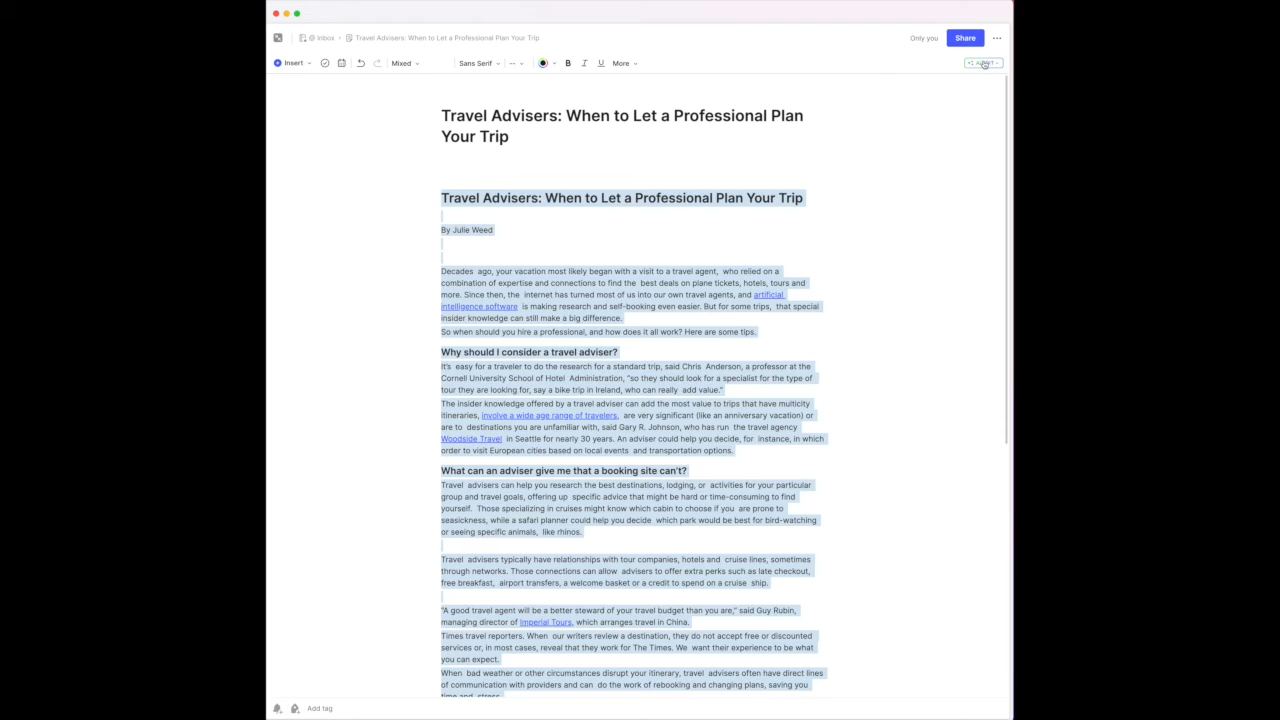 Inbox › Travel Advisers: When to Let a Professional Plan Your Trip
Only you
Share
Insert
Mixed
Sans Serif
--
B I U More
Travel Advisers: When to Let a Professional Plan
Your Trip
Travel Advisers: When to Let a Professional Plan Your Trip
By Julie Weed
Decades ago, your vacation most likely began with a visit to a travel agent, who relied on a
combination of expertise and connections to find the best deals on plane tickets, hotels, tours and
more. Since then, the internet has turned most of us into our own travel agents, and artificial
intelligence software is making research and self-booking even easier. But for some trips, that special
insider knowledge can still make a big difference.
So when should you hire a professional, and how does it all work? Here are some tips.
Why should I consider a travel adviser?
It's easy for a traveler to do the research for a standard trip, said Chris Anderson, a professor at the
Cornell University School of Hotel Administration, “so they should look for a specialist for the type of
tour they are looking for, say a bike trip in Ireland, who can really add value.”
The insider knowledge offered by a travel adviser can add the most value to trips that have multicity
itineraries, involve a wide age range of travelers, are very significant (like an anniversary vacation) or
are to destinations you are unfamiliar with, said Gary R. Johnson, who has run the travel agency
Woodside Travel in Seattle for nearly 30 years. An adviser could help you decide, for instance, in which
order to visit European cities based on local events and transportation options.
What can an adviser give me that a booking site can't?
Travel advisers can help you research the best destinations, lodging, or activities for your particular
group and travel goals, offering up specific advice that might be hard or time-consuming to find
yourself. Those specializing in cruises might know which cabin to choose if you are prone to
seasickness, while a safari planner could help you decide which park would be best for bird-watching
or seeing specific animals, like rhinos.
Travel advisers typically have relationships with tour companies, hotels and cruise lines, sometimes
through networks. Those connections can allow advisers to offer extra perks such as late checkout,
free breakfast, airport transfers, a welcome basket or a credit to spend on a cruise ship.
“A good travel agent will be a better steward of your travel budget than you are,” said Guy Rubin,
managing director of Imperial Tours, which arranges travel in China.
Times travel reporters. When our writers review a destination, they do not accept free or discounted
services or, in most cases, reveal that they work for The Times. We want their experience to be what
you can expect.
When bad weather or other circumstances disrupt your itinerary, travel advisers often have direct lines
of communication with providers and can do the work of rebooking and changing plans, saving you
time and stress.
Add tag